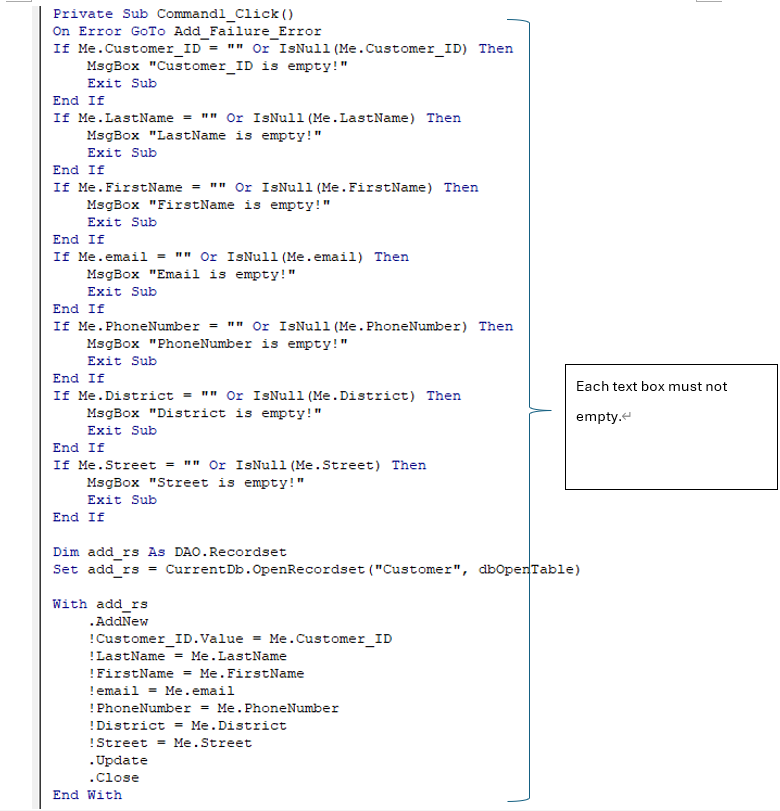 Private Sub Command1_Click()
On Error GoTo Add_Failure_Error
If Me.Customer_ID = "" Or IsNull(Me.Customer_ID) Then
    MsgBox "Customer_ID is empty!"
    Exit Sub
End If
If Me.LastName = "" Or IsNull(Me.LastName) Then
    MsgBox "LastName is empty!"
    Exit Sub
End If
If Me.FirstName = "" Or IsNull(Me.FirstName) Then
    MsgBox "FirstName is empty!"
    Exit Sub
End If
If Me.email = "" Or IsNull(Me.email) Then
    MsgBox "Email is empty!"
    Exit Sub
End If
If Me.PhoneNumber = "" Or IsNull(Me.PhoneNumber) Then
    MsgBox "PhoneNumber is empty!"
    Exit Sub
End If
If Me.District = "" Or IsNull(Me.District) Then
    MsgBox "District is empty!"
    Exit Sub
End If
If Me.Street = "" Or IsNull(Me.Street) Then
    MsgBox "Street is empty!"
    Exit Sub
End If

Dim add_rs As DAO.Recordset
Set add_rs = CurrentDb.OpenRecordset("Customer", dbOpenTable)

With add_rs
    .AddNew
    !Customer_ID.Value = Me.Customer_ID
    !LastName = Me.LastName
    !FirstName = Me.FirstName
    !email = Me.email
    !PhoneNumber = Me.PhoneNumber
    !District = Me.District
    !Street = Me.Street
    .Update
    .Close
End With
Each text box must not
empty.↵